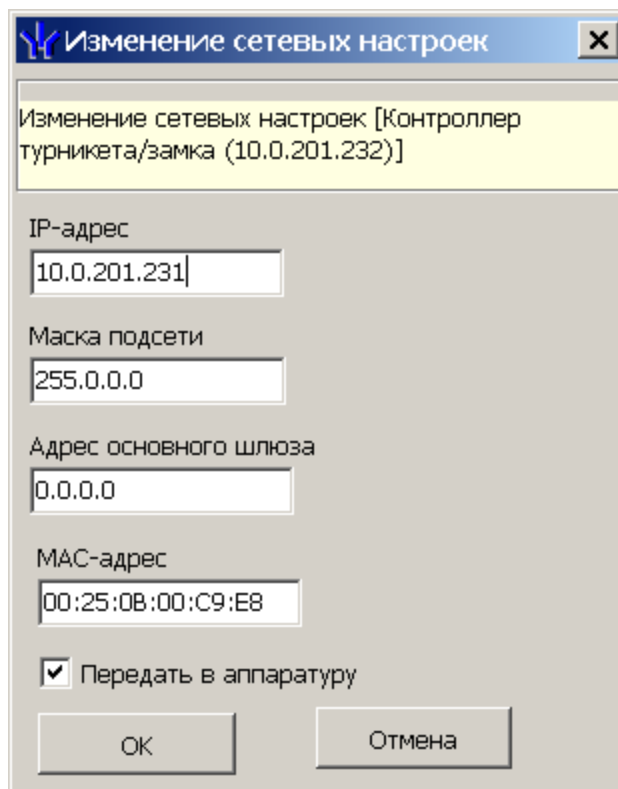 Изменение сетевых настроек
Изменение сетевых настроек [Контроллер
турникета/замка (10.0.201.232)]
IP-адрес
10.0.201.231
Маска подсети
255.0.0.0
Адрес основного шлюза
0.0.0.0
MAC-адрес
00:25:0B:00:C9:E8
Передать в аппаратуру
OK
Отмена